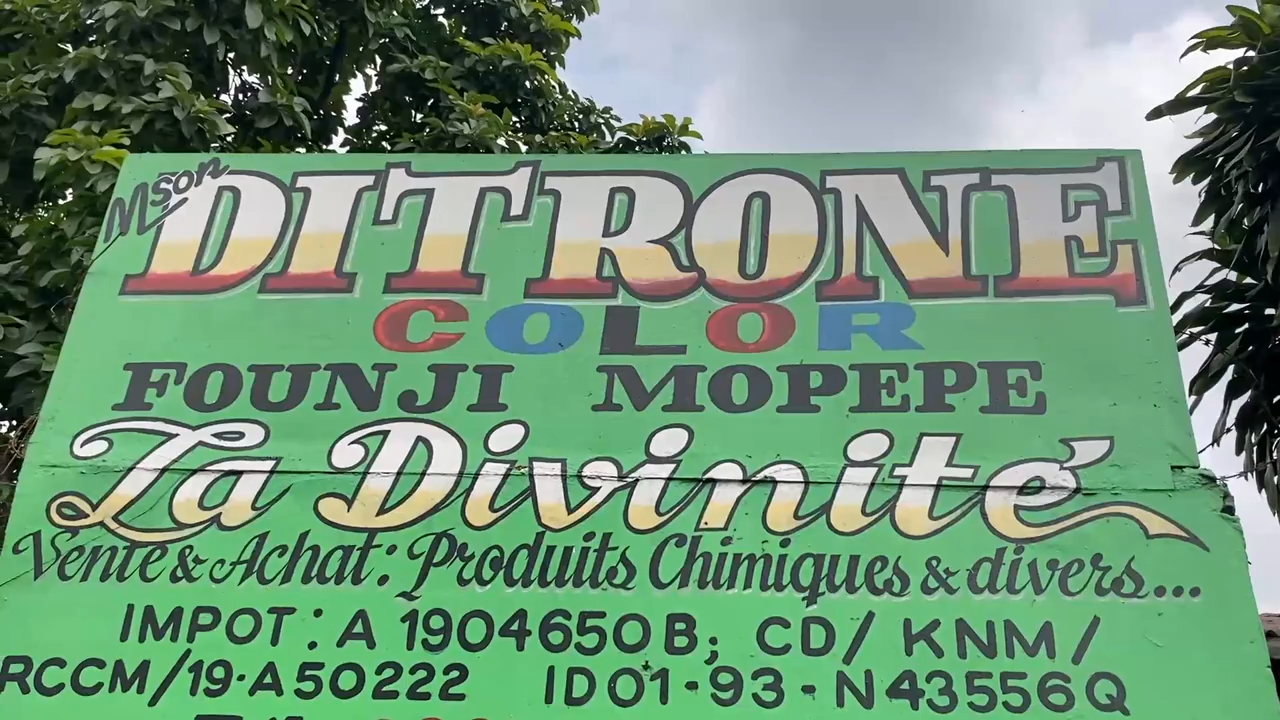 Mson DITRONE
COLOR
FOUNJI MOPEPE
La Divinité
Vente & Achat: Produits Chimiques & divers...
IMPOT: A 1904650B; CD/ KNM/
RCCM/19·A50222 ID01-93-N43556Q